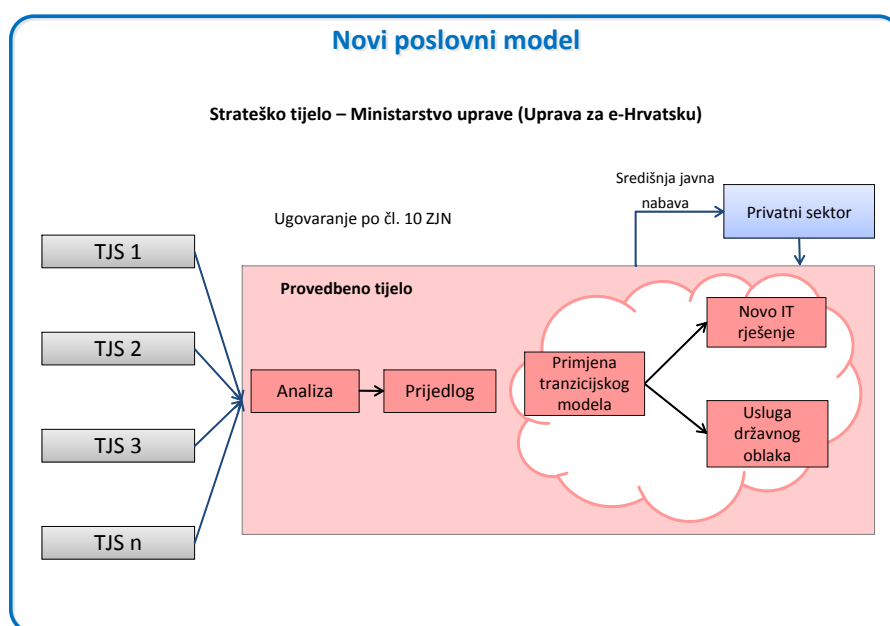 Novi poslovni model
Strateško tijelo – Ministarstvo uprave (Uprava za e-Hrvatsku)
Središnja javna
nabava
Privatni sektor
Ugovaranje po čl. 10 ZJN
TJS 1
TJS 2
TJS 3
TJS n
Provedbeno tijelo
Analiza
Prijedlog
Primjena
tranzicijskog
modela
Novo IT
rješenje
Usluga
državnog
oblaka